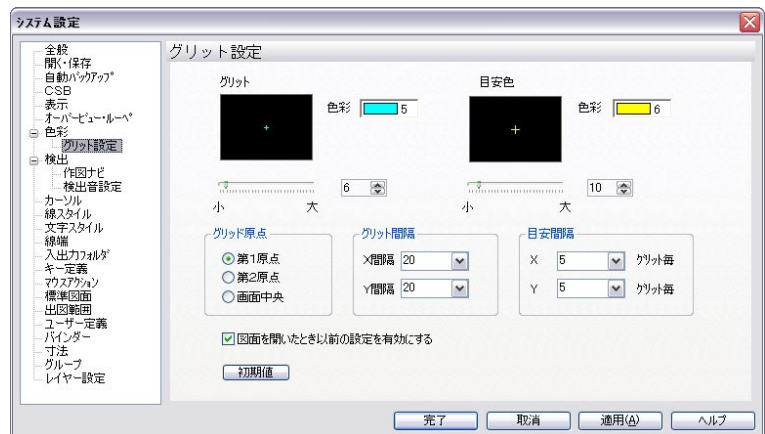 システム設定
全般
開く・保存
自動バックアップ
CSB
表示
オーバービュー・ルーペ
色彩
グリット設定
検出
作図ナビ
検出音設定
カーソル
線スタイル
文字スタイル
線端
入出力フォルダ
キー定義
マウスアクション
標準図面
出図範囲
ユーザー定義
バインダー
寸法
グループ
レイヤー設定
グリット設定
グリット
目安色
色彩 5
色彩 6
6
10
小 大
小 大
グリッド原点
第1原点
第2原点
画面中央
グリット間隔
X間隔 20
Y間隔 20
目安間隔
X 5 グリット毎
Y 5 グリット毎
図面を開いたとき以前の設定を有効にする
初期値
完了 取消 適用(A) ヘルプ